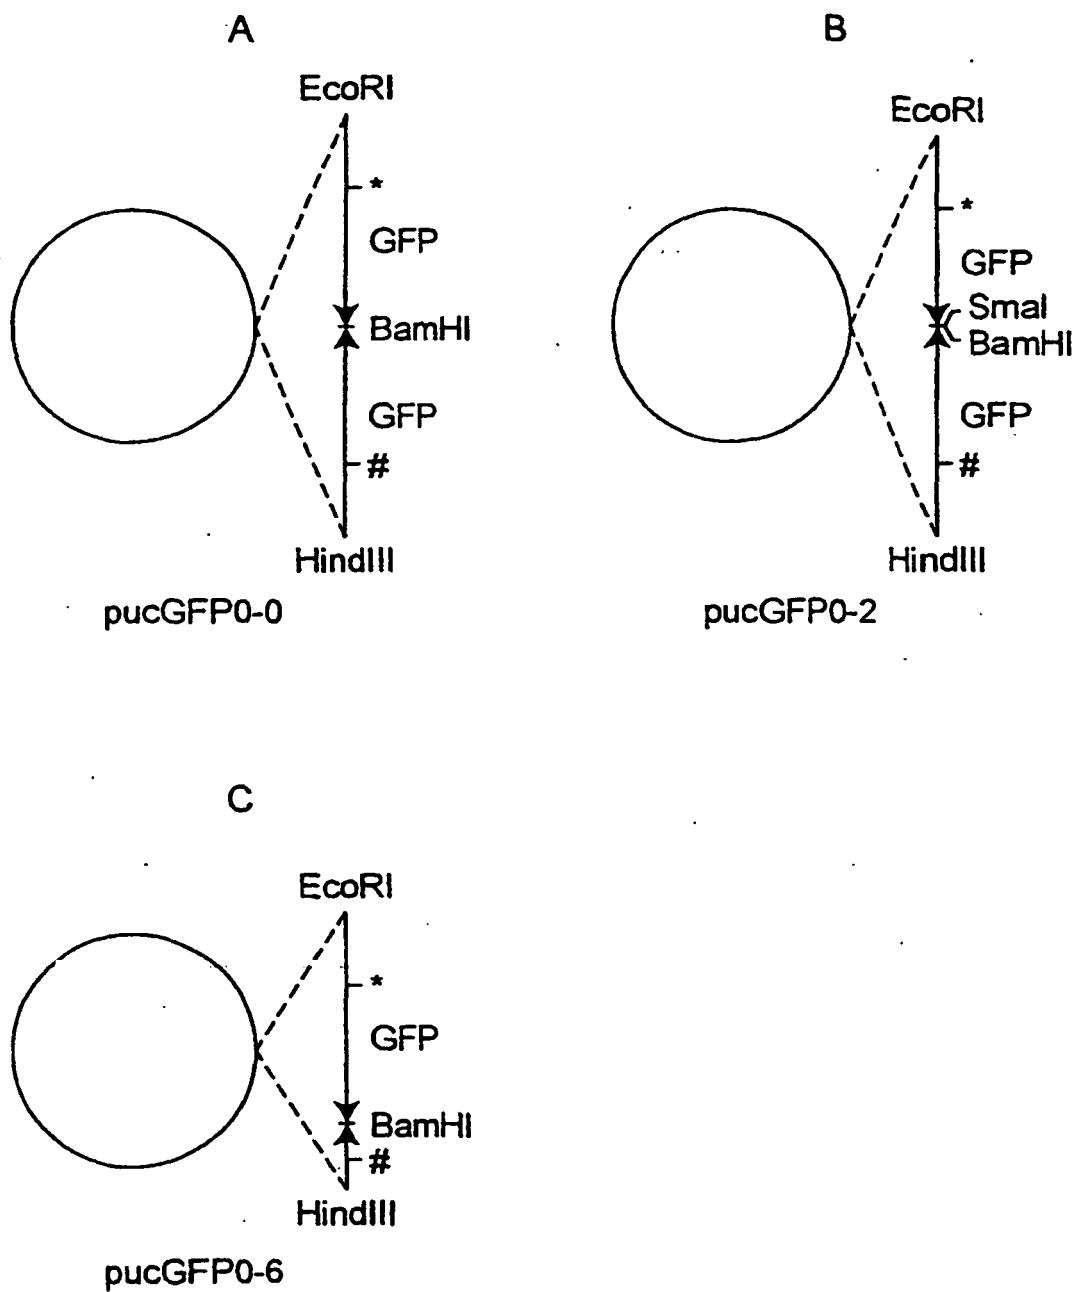 A
EcoRI
*
GFP
BamHI
GFP
#
HindIII
pucGFP0-0
B
EcoRI
*
GFP
SmaI
BamHI
GFP
#
HindIII
pucGFP0-2
C
EcoRI
*
GFP
BamHI
#
HindIII
pucGFP0-6